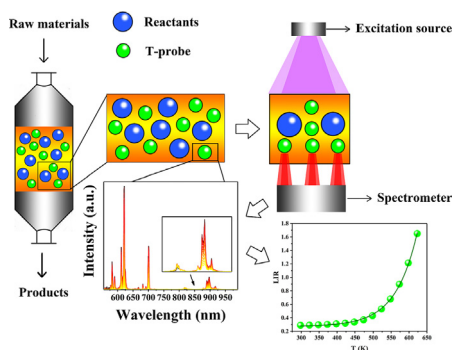 Raw materials
Reactants
T-probe
Excitation source
Spectrometer
Products
Intensity (a.u.)
600 650 700 750 800 850 900 950
Wavelength (nm)
LIR
1.8
1.6
1.4
1.2
1.0
0.8
0.6
0.4
0.2
300 350 400 450 500 550 600 650
T (K)